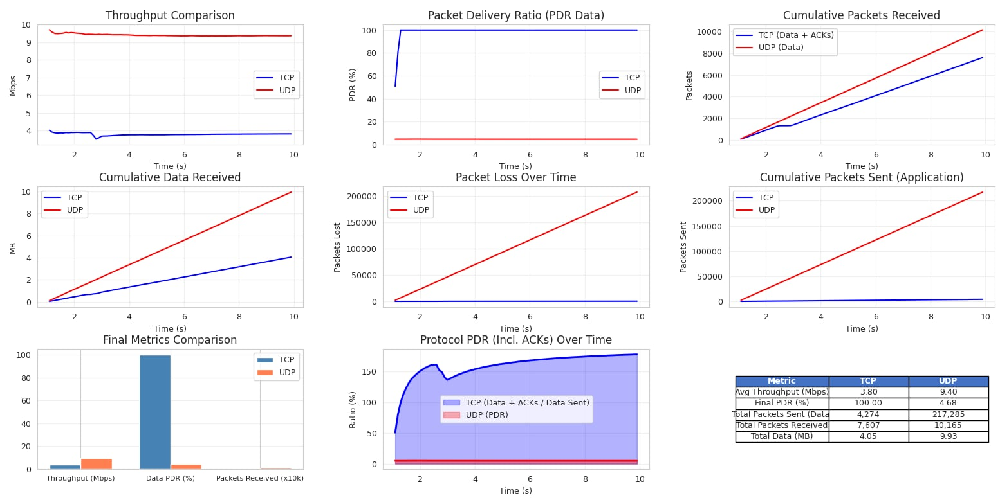 Throughput Comparison
Mbps
10
9
8
7
6
5
4
TCP
UDP
2 4 6 8 10
Time (s)
Packet Delivery Ratio (PDR Data)
PDR (%)
100
80
60
40
20
0
TCP
UDP
2 4 6 8 10
Time (s)
Cumulative Packets Received
Packets
10000
8000
6000
4000
2000
0
TCP (Data + ACKs)
UDP (Data)
2 4 6 8 10
Time (s)
Cumulative Data Received
MB
10
8
6
4
2
0
TCP
UDP
2 4 6 8 10
Time (s)
Packet Loss Over Time
Packets Lost
200000
150000
100000
50000
0
TCP
UDP
2 4 6 8 10
Time (s)
Cumulative Packets Sent (Application)
Packets Sent
200000
150000
100000
50000
0
TCP
UDP
2 4 6 8 10
Time (s)
Final Metrics Comparison
100
80
60
40
20
0
TCP
UDP
Throughput (Mbps) Data PDR (%) Packets Received (x10k)
Protocol PDR (Incl. ACKs) Over Time
Ratio (%)
150
100
50
0
TCP (Data + ACKs / Data Sent)
UDP (PDR)
2 4 6 8 10
Time (s)
Metric TCP UDP
Avg Throughput (Mbps) 3.80 9.40
Final PDR (%) 100.00 4.68
Total Packets Sent (Data 4,274 217,285
Total Packets Received 7,607 10,165
Total Data (MB) 4.05 9.93